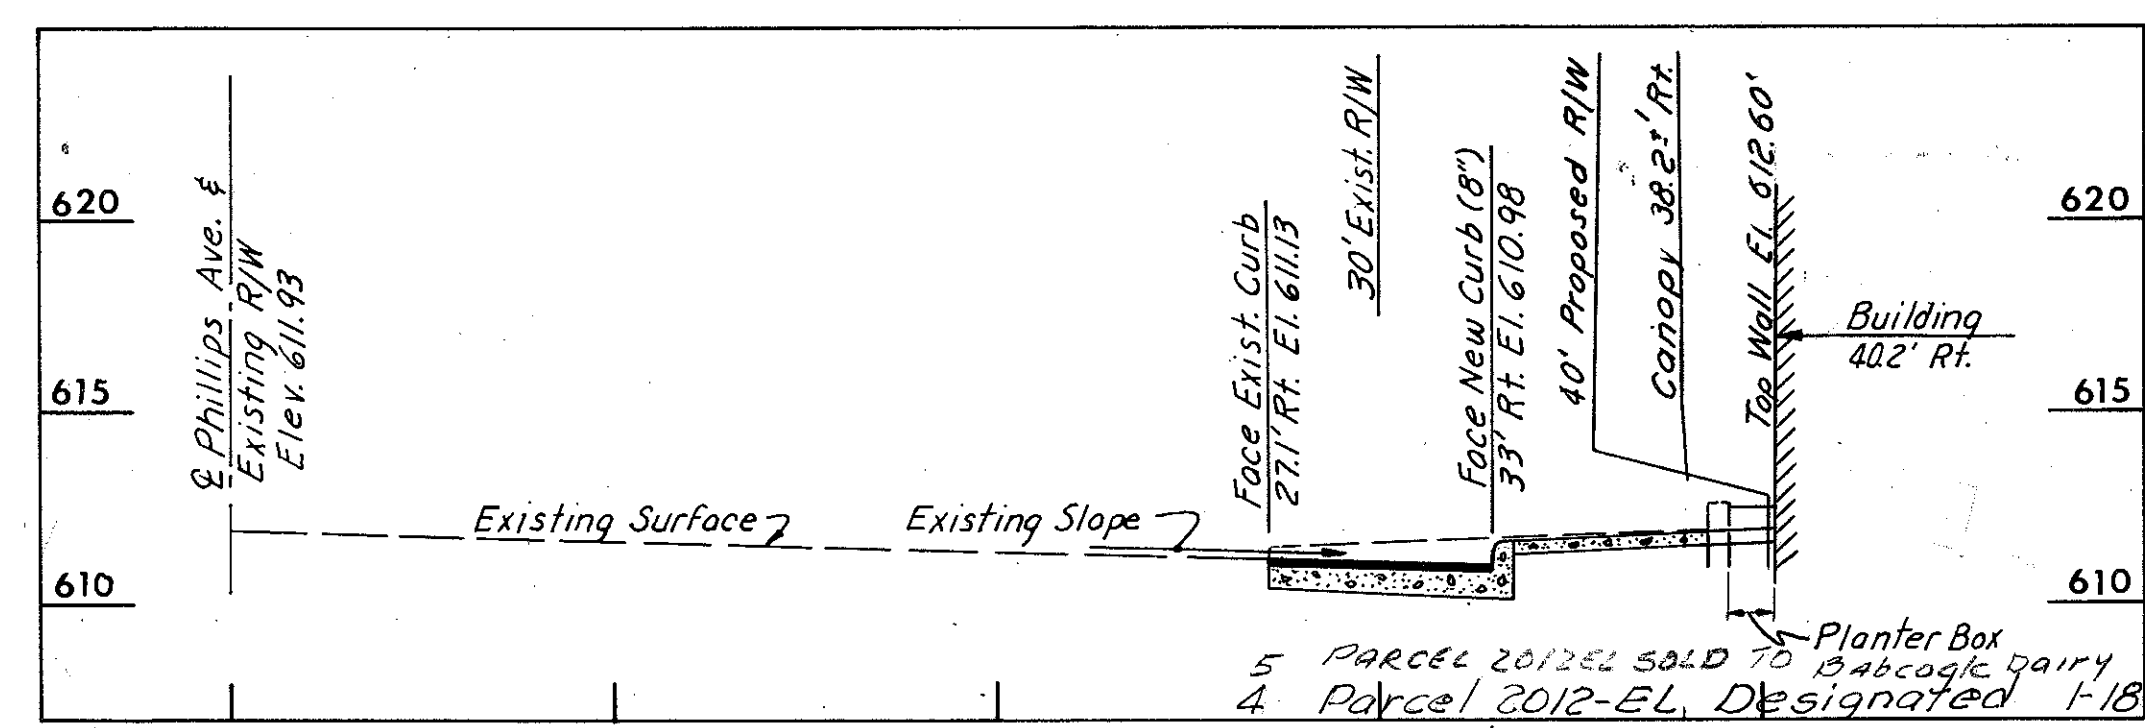 620
615
610
℄ Phillips Ave. &
Existing R/W
Elev. 611.93
Existing Surface
Existing Slope
Face Exist. Curb
27.1' Rt. El. 611.13
30' Exist. R/W
Face New Curb (8")
33' Rt. El. 610.98
40' Proposed R/W
Canopy 38.2±' Rt.
Top Wall El. 612.60'
Building
40.2' Rt.
620
615
610
Planter Box
5 PARCEL 2012EL SOLD TO Babcock Dairy
4 Parcel 2012-EL, Designated 1-18